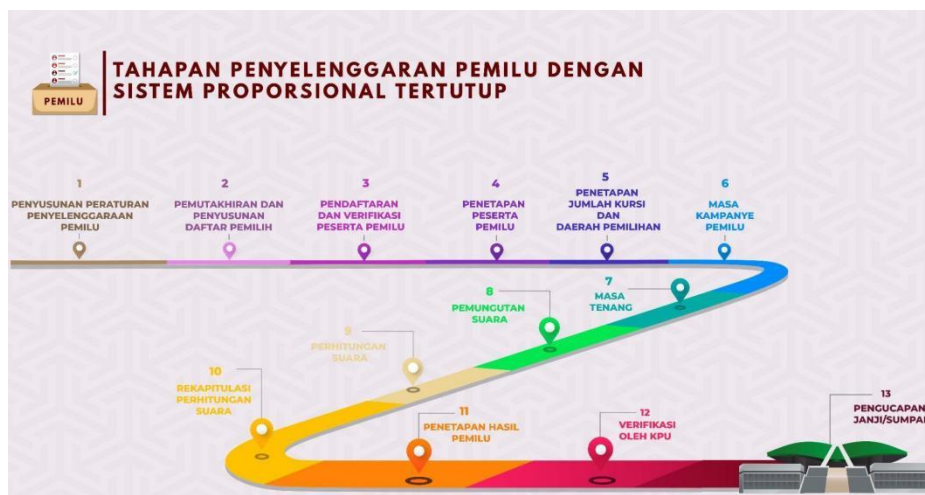 TAHAPAN PENYELENGGARAN PEMILU DENGAN
SISTEM PROPORSIONAL TERTUTUP
PEMILU
1
PENYUSUNAN PERATURAN
PENYELENGGARAAN
PEMILU
2
PEMUTAKHIRAN DAN
PENYUSUNAN
DAFTAR PEMILIH
3
PENDAFTARAN
DAN VERIFIKASI
PESERTA PEMILU
4
PENETAPAN
PESERTA
PEMILU
5
PENETAPAN
JUMLAH KURSI
DAN
DAERAH PEMILIHAN
6
MASA
KAMPANYE
PEMILU
7
MASA
TENANG
8
PEMUNGUTAN
SUARA
9
PERHITUNGAN
SUARA
10
REKAPITULASI
PERHITUNGAN
SUARA
11
PENETAPAN HASIL
PEMILU
12
VERIFIKASI
OLEH KPU
13
PENGUCAPAN
JANJI/SUMPAH